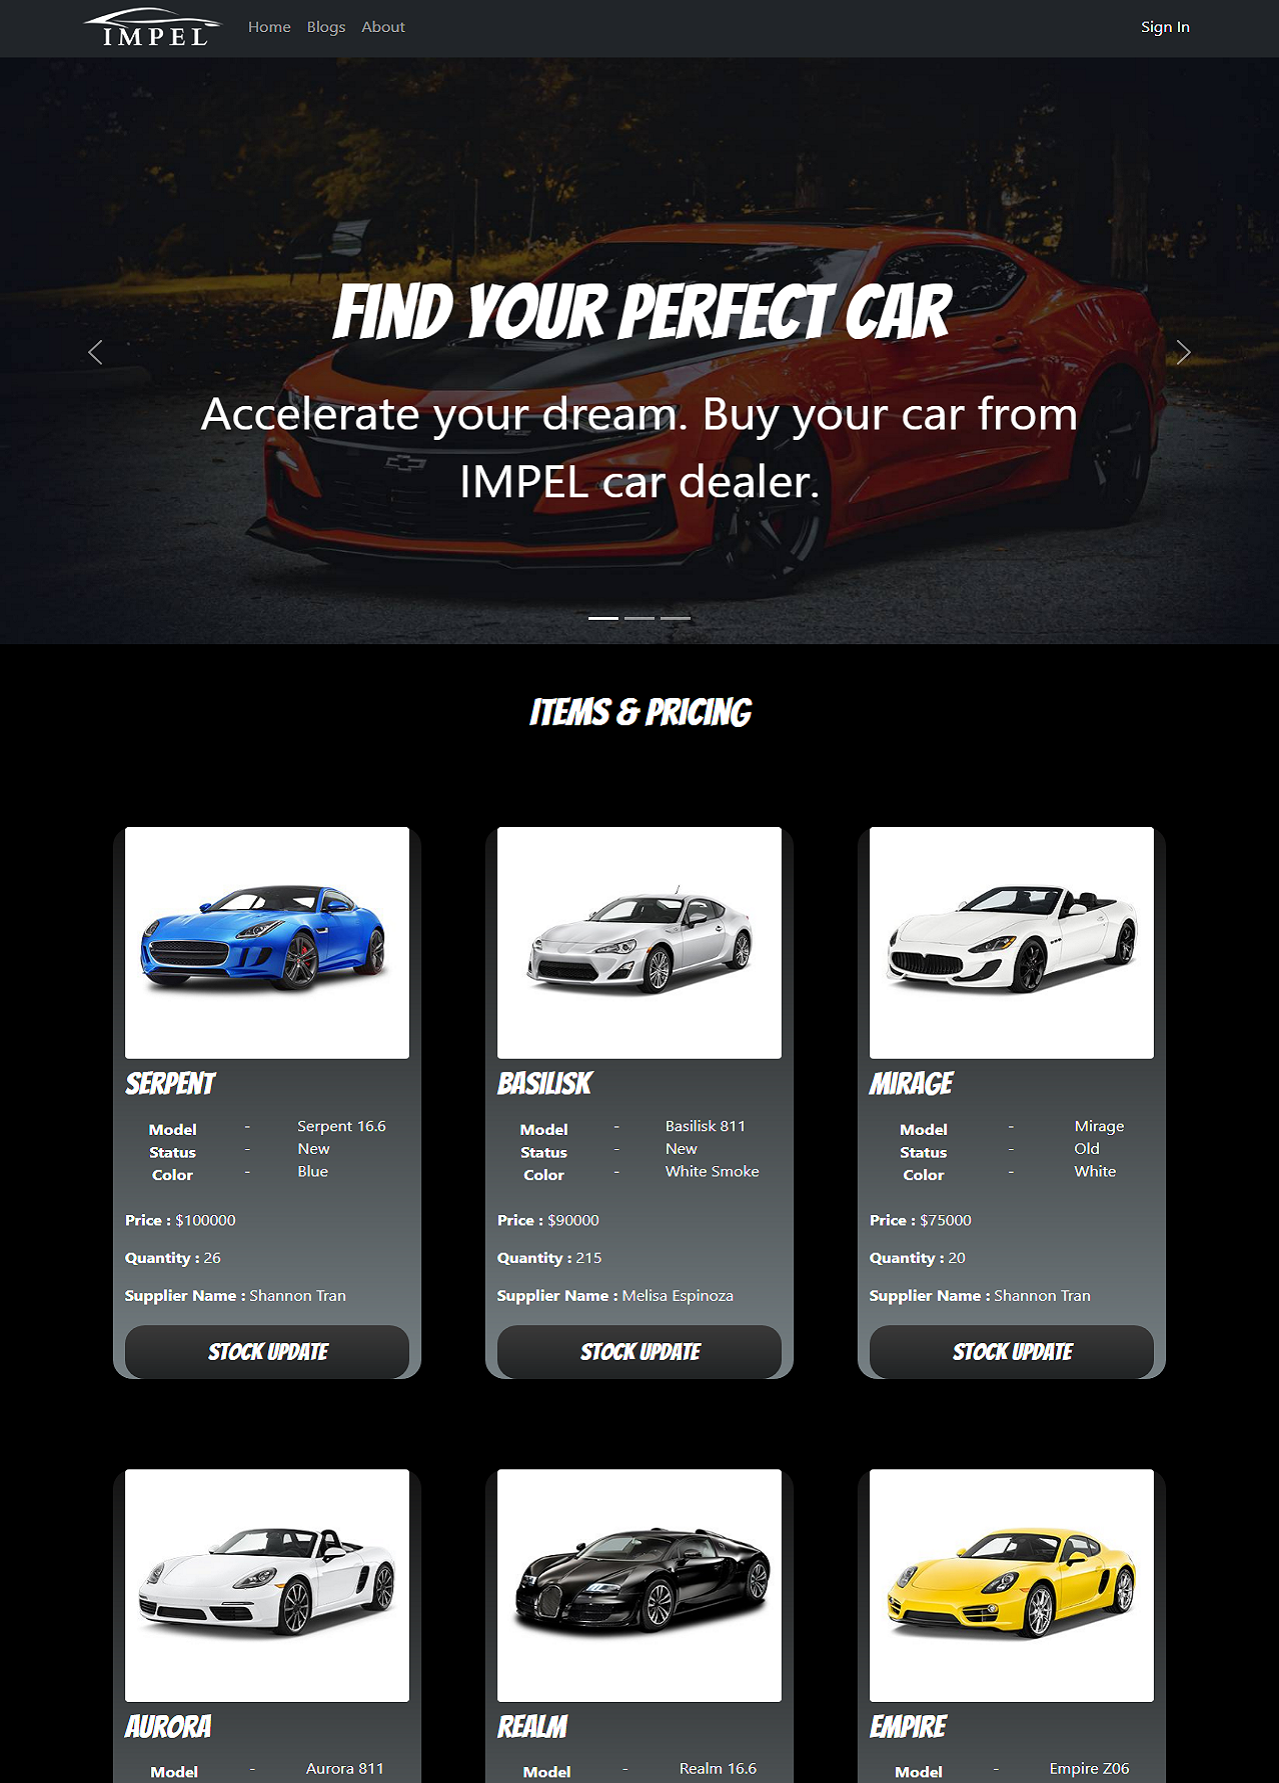 IMPEL
Home Blogs About
Sign In
FIND YOUR PERFECT CAR
Accelerate your dream. Buy your car from
IMPEL car dealer.
ITEMS & PRICING
SERPENT
Model - Serpent 16.6
Status - New
Color - Blue
Price : $100000
Quantity : 26
Supplier Name : Shannon Tran
STOCK UPDATE
BASILISK
Model - Basilisk 811
Status - New
Color - White Smoke
Price : $90000
Quantity : 215
Supplier Name : Melisa Espinoza
STOCK UPDATE
MIRAGE
Model - Mirage
Status - Old
Color - White
Price : $75000
Quantity : 20
Supplier Name : Shannon Tran
STOCK UPDATE
AURORA
Model - Aurora 811
REALM
Model - Realm 16.6
EMPIRE
Model - Empire Z06